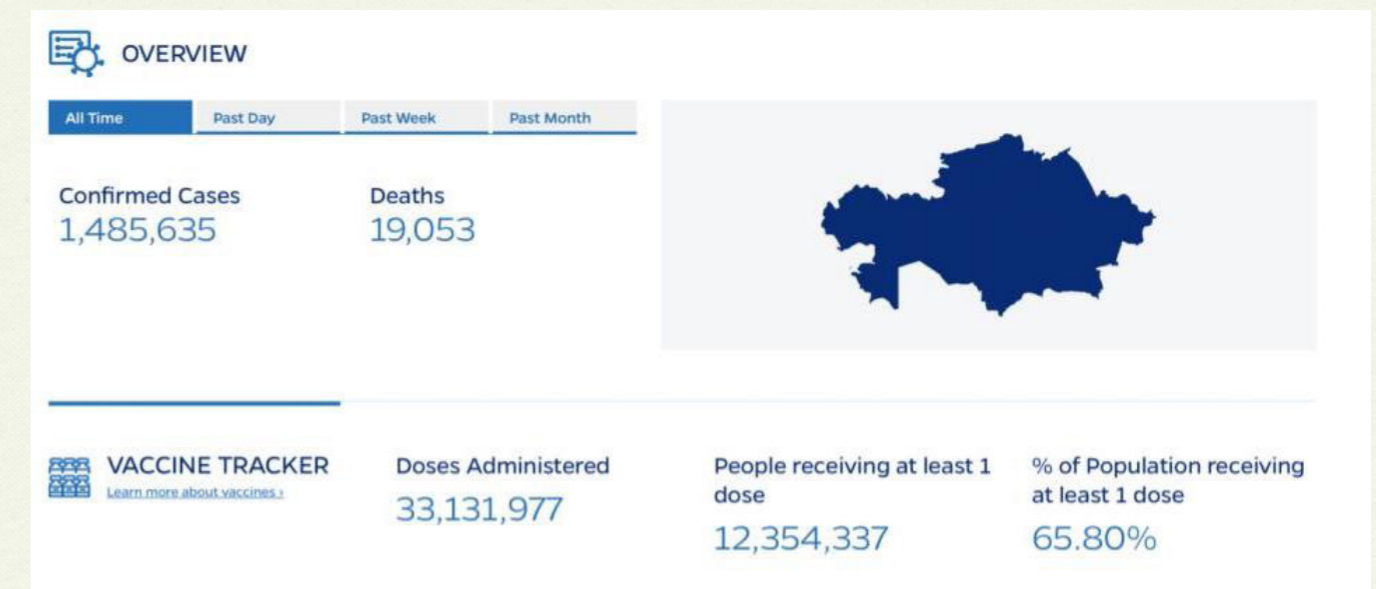 OVERVIEW
All Time Past Day Past Week Past Month
Confirmed Cases
1,485,635
Deaths
19,053
VACCINE TRACKER
Learn more about vaccines ›
Doses Administered
33,131,977
People receiving at least 1
dose
12,354,337
% of Population receiving
at least 1 dose
65.80%